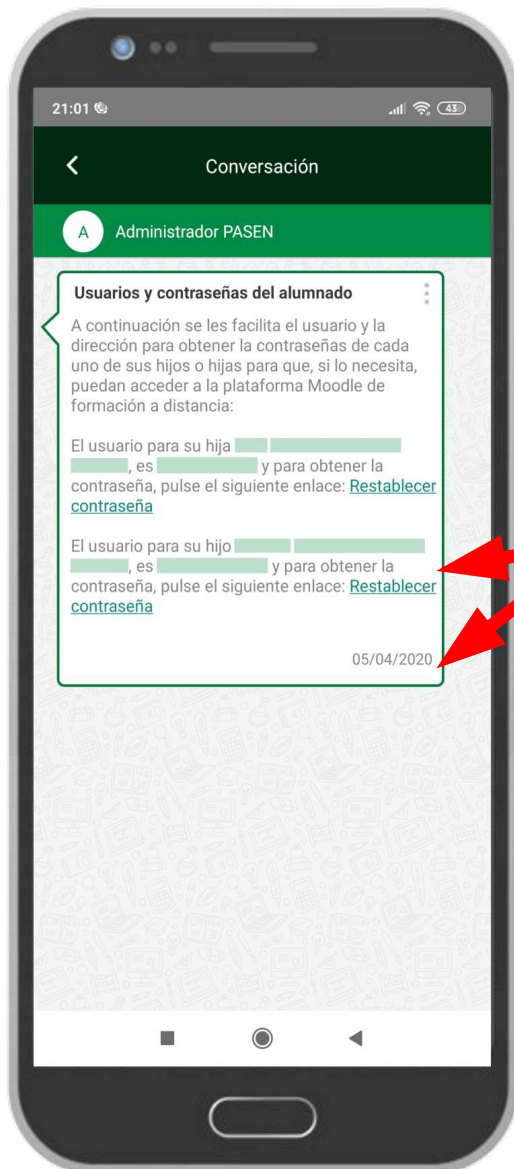 21:01
43
Conversación
A Administrador PASEN
Usuarios y contraseñas del alumnado
A continuación se les facilita el usuario y la
dirección para obtener la contraseñas de cada
uno de sus hijos o hijas para que, si lo necesita,
puedan acceder a la plataforma Moodle de
formación a distancia:
El usuario para su hija
, es y para obtener la
contraseña, pulse el siguiente enlace: Restablecer
contraseña
El usuario para su hijo
, es y para obtener la
contraseña, pulse el siguiente enlace: Restablecer
contraseña
05/04/2020